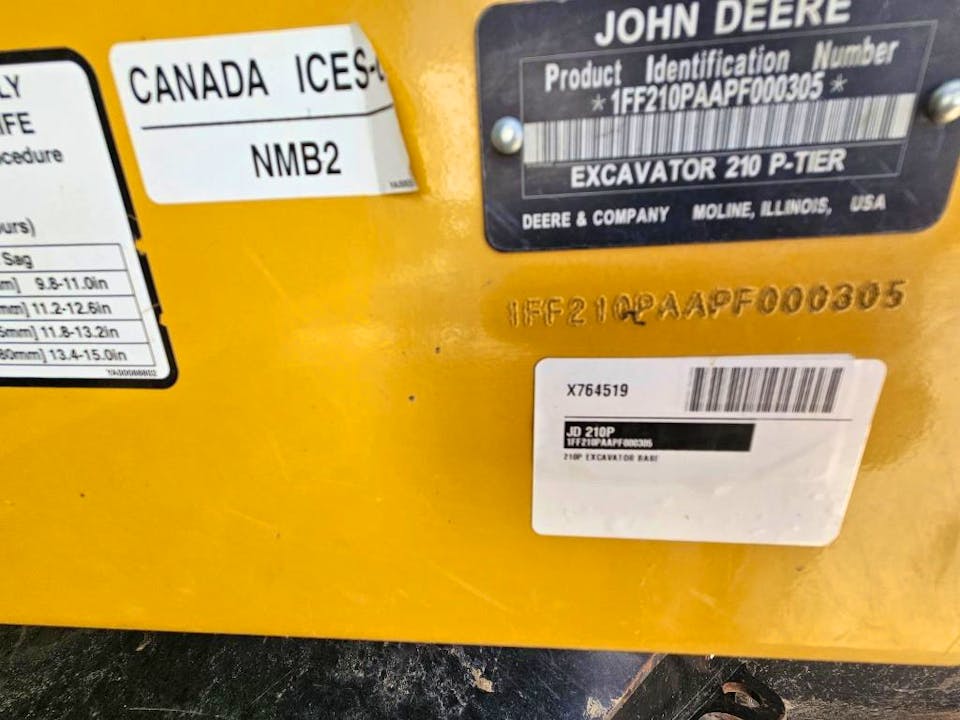 LY
IFE
ocedure
ours)
Sag
mm] 9.8-11.0in
mm] 11.2-12.6in
5mm] 11.8-13.2in
80mm] 13.4-15.0in
CANADA ICES-
NMB2
JOHN DEERE
Product Identification Number
*1FF210PAAPF000305*
EXCAVATOR 210 P-TIER
DEERE & COMPANY MOLINE, ILLINOIS, USA
1FF210PAAPF000305
X764519
JD 210P
1FF210PAAPF000305
210P EXCAVATOR BASE